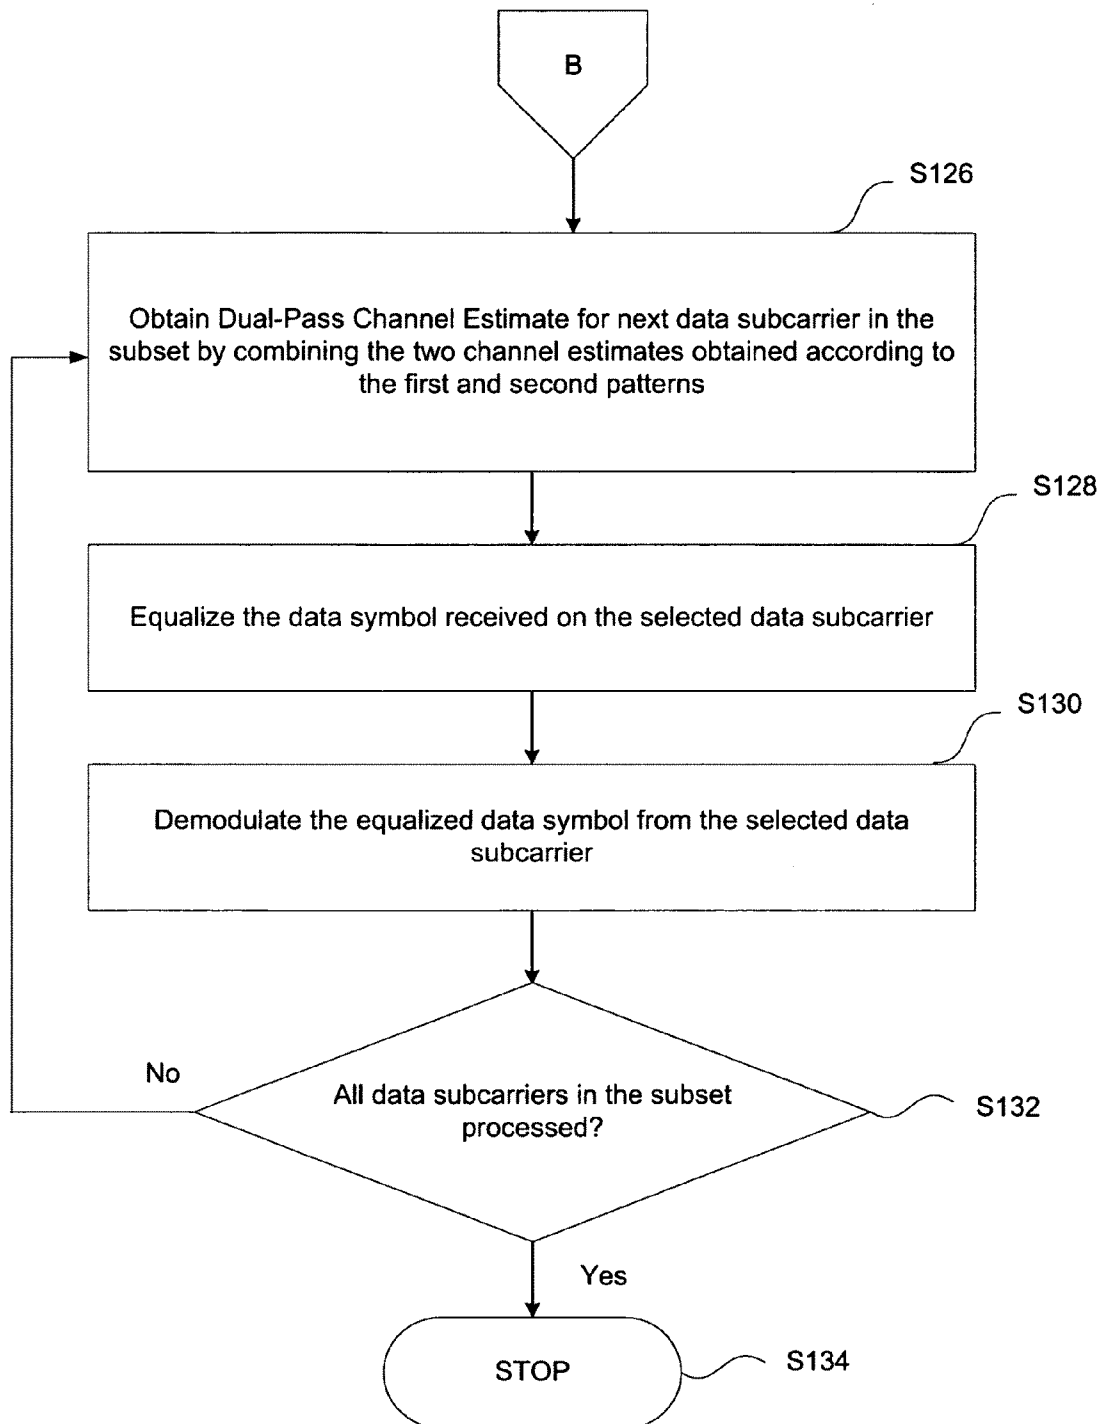 B
S126
Obtain Dual-Pass Channel Estimate for next data subcarrier in the
subset by combining the two channel estimates obtained according to
the first and second patterns
S128
Equalize the data symbol received on the selected data subcarrier
S130
Demodulate the equalized data symbol from the selected data
subcarrier
No
All data subcarriers in the subset
processed?
S132
Yes
STOP
S134